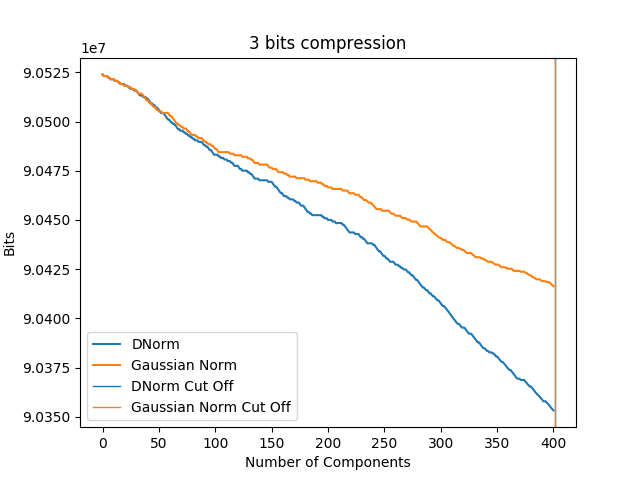 3 bits compression
1e7
9.0525
9.0500
9.0475
9.0450
9.0425
9.0400
9.0375
9.0350
Bits
DNorm
Gaussian Norm
DNorm Cut Off
Gaussian Norm Cut Off
0 50 100 150 200 250 300 350 400
Number of Components